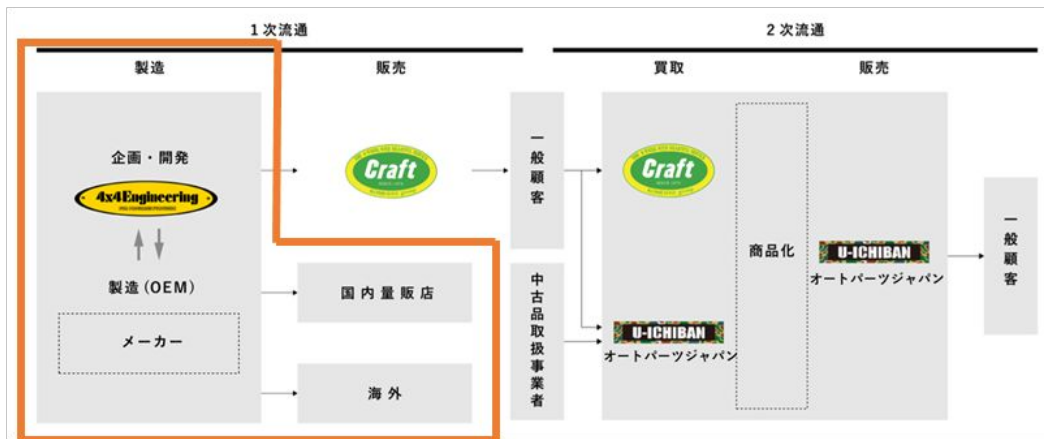 1次流通
2次流通
製造
販売
買取
販売
企画・開発
4x4Engineering
製造(OEM)
メーカー
Craft
国内量販店
海外
一般顧客
中古品取扱事業者
Craft
U-ICHIBAN
オートパーツジャパン
商品化
U-ICHIBAN
オートパーツジャパン
一般顧客